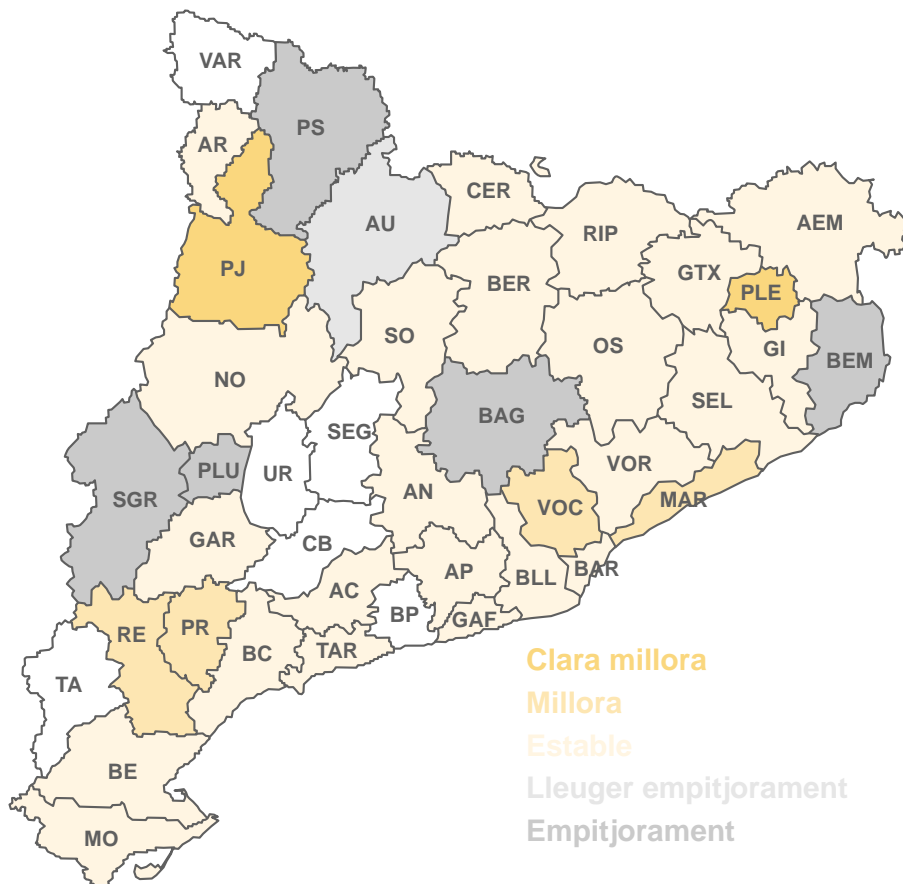 VAR
PS
AR
CER
AU
AEM
RIP
PJ
GTX
BER
PLE
SO
OS
GI
BEM
NO
SEL
BAG
SEG
VOR
PLU
UR
AN
SGR
VOC
MAR
GAR
CB
AP
BAR
BLL
AC
BP
GAF
RE
PR
TAR
BC
TA
BE
MO
Clara millora
Millora
Estable
Lleuger empitjorament
Empitjorament